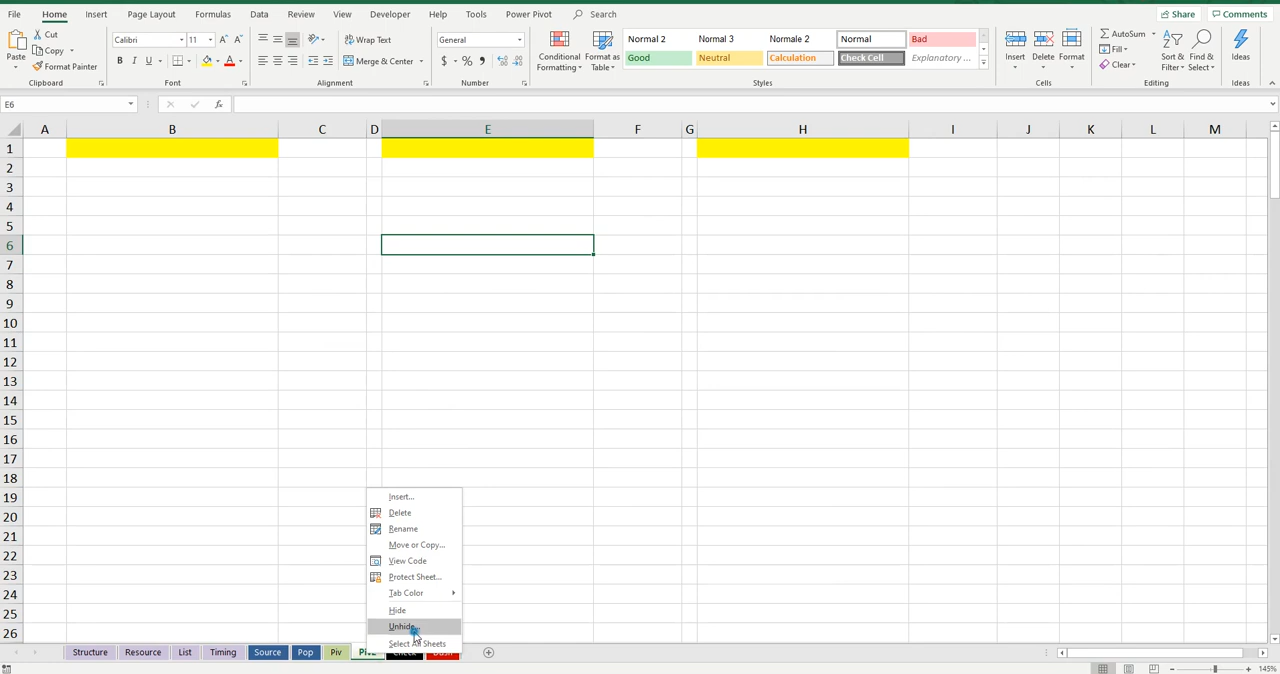 File Home Insert Page Layout Formulas Data Review View Developer Help Tools Power Pivot Search Share Comments
Paste
Cut
Copy
Format Painter
Clipboard
Calibri 11 A A
B I U A
Font
Wrap Text
Merge & Center
Alignment
General
$ % ,
Number
Conditional Formatting
Format as Table
Normal 2 Normal 3 Normale 2 Normal Bad
Good Neutral Calculation Check Cell Explanatory ...
Styles
Insert Delete Format
Cells
AutoSum
Fill
Clear
Sort & Filter
Find & Select
Editing
Ideas
Ideas
E6 fx
A B C D E F G H I J K L M
1
2
3
4
5
6
7
8
9
10
11
12
13
14
15
16
17
18
19
20
21
22
23
24
25
26
Insert...
Delete
Rename
Move or Copy...
View Code
Protect Sheet...
Tab Color
Hide
Unhide...
Select All Sheets
Structure Resource List Timing Source Pop Piv
145%